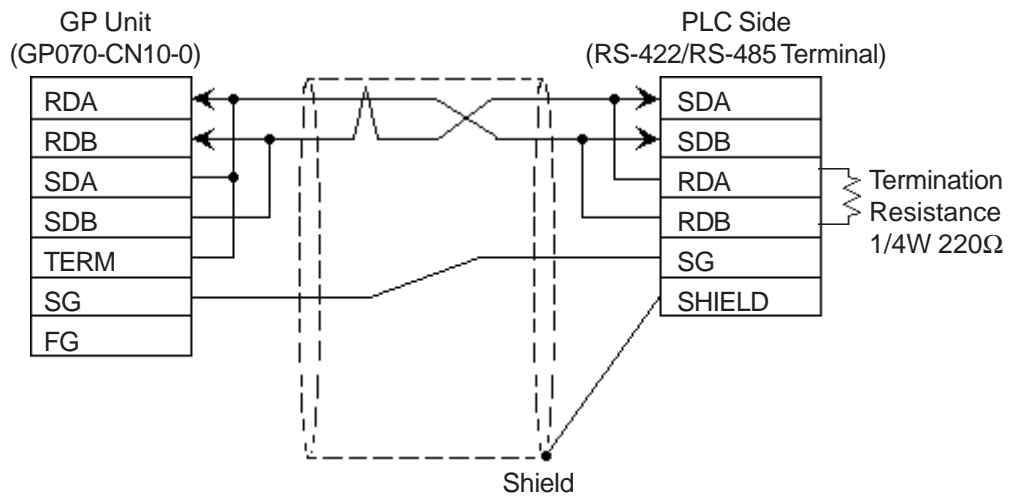 GP Unit
(GP070-CN10-0)
RDA
RDB
SDA
SDB
TERM
SG
FG
PLC Side
(RS-422/RS-485 Terminal)
SDA
SDB
RDA
RDB
SG
SHIELD
Termination
Resistance
1/4W 220Ω
Shield